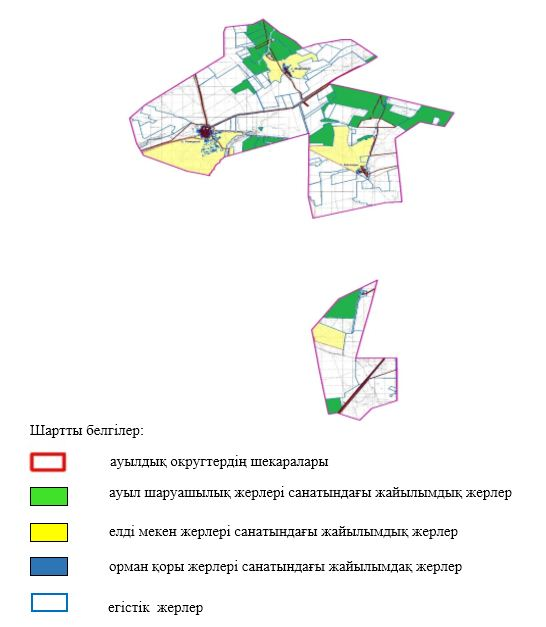 Шартты белгілер:
ауылдық округтердің шекаралары
ауыл шаруашылық жерлері санатындағы жайылымдық жерлер
елді мекен жерлері санатындағы жайылымдық жерлер
орман қоры жерлері санатындағы жайылымдақ жерлер
егістік жерлер